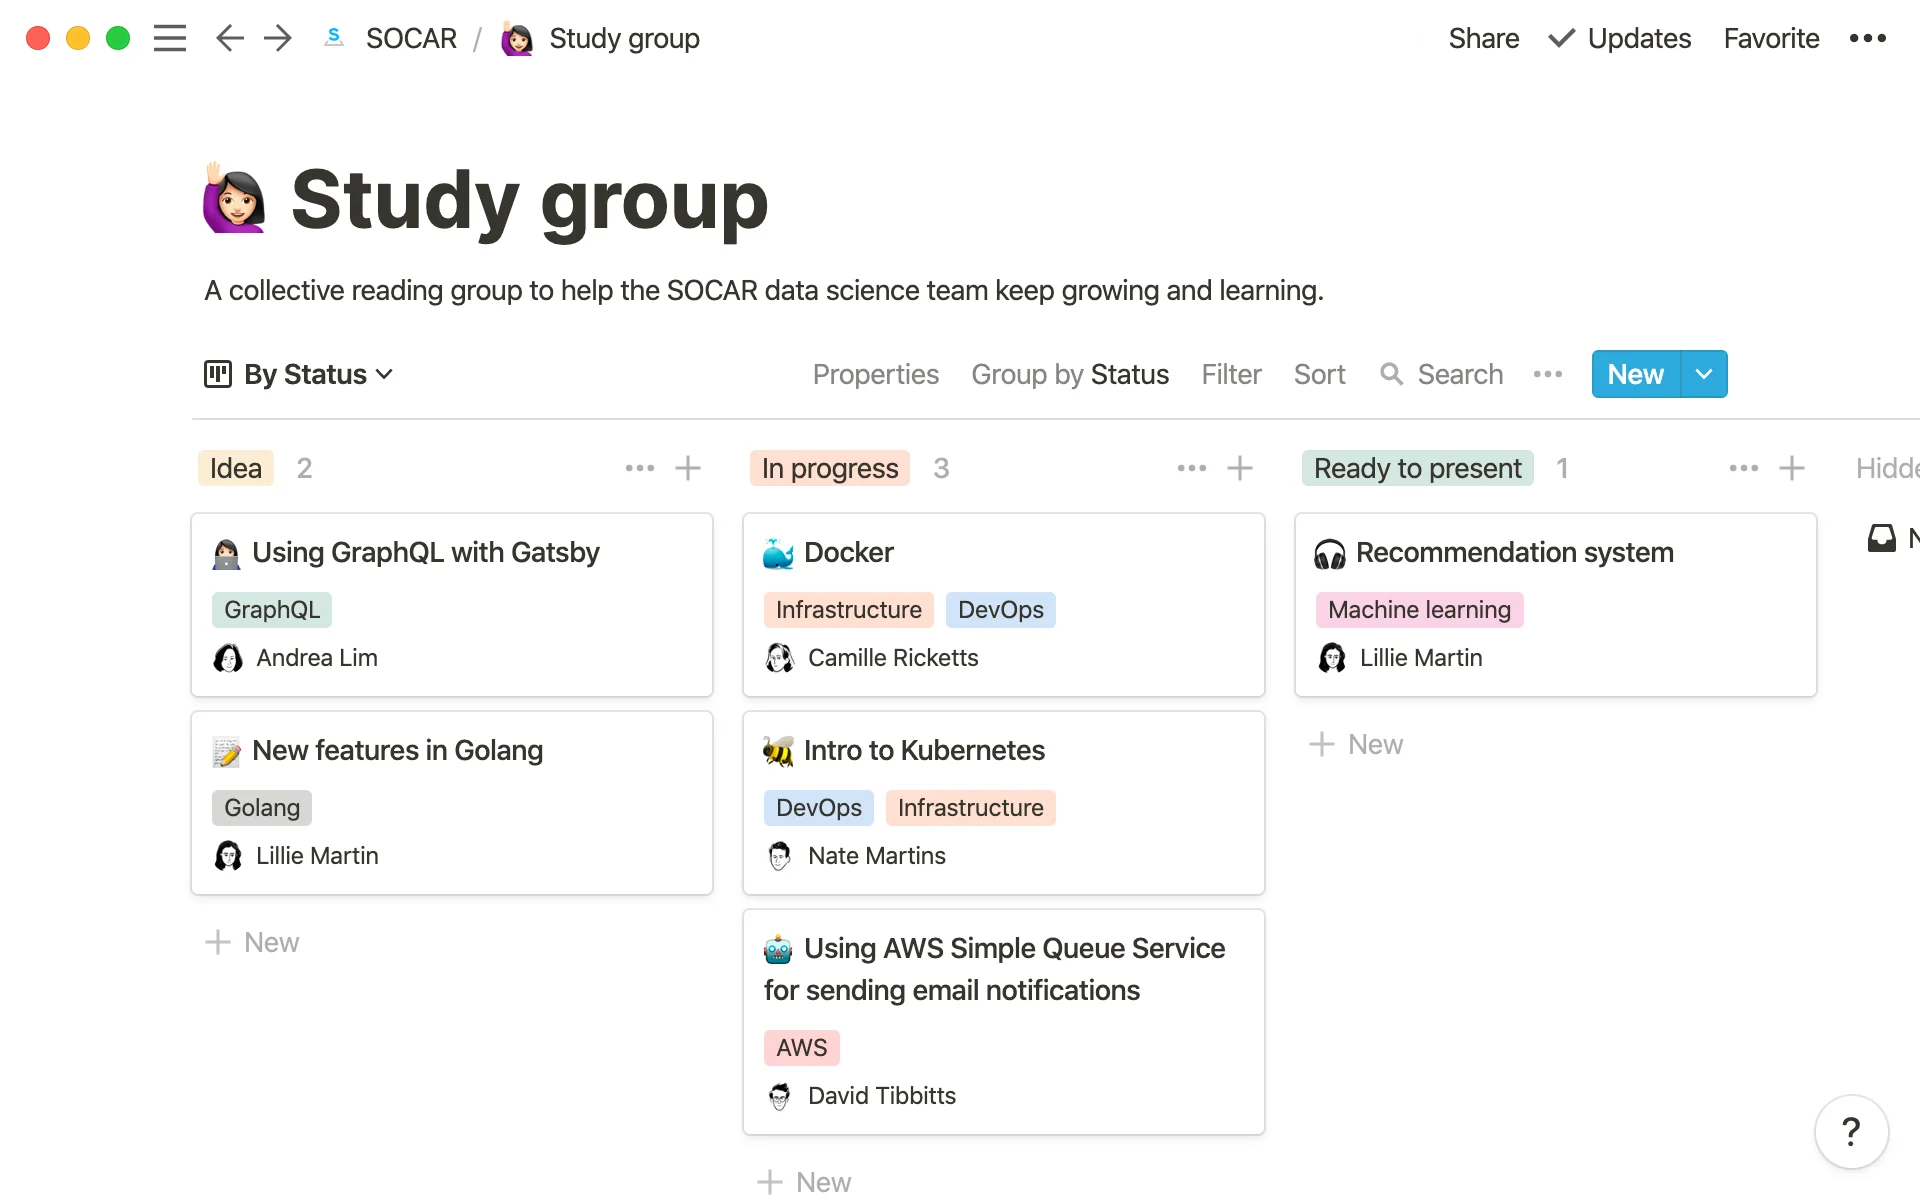 S SOCAR / Study group
Share Updates Favorite
Study group
A collective reading group to help the SOCAR data science team keep growing and learning.
By Status Properties Group by Status Filter Sort Search New
Idea 2
Using GraphQL with Gatsby
GraphQL
Andrea Lim
New features in Golang
Golang
Lillie Martin
New
In progress 3
Docker
Infrastructure DevOps
Camille Ricketts
Intro to Kubernetes
DevOps Infrastructure
Nate Martins
Using AWS Simple Queue Service
for sending email notifications
AWS
David Tibbitts
New
Ready to present 1
Recommendation system
Machine learning
Lillie Martin
New
?